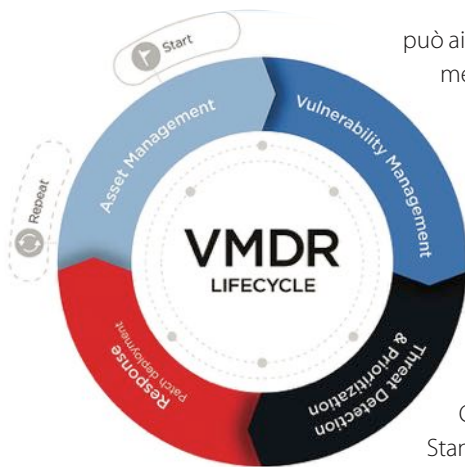 Start
può ai
me
Asset Management
Vulnerability Management
Repeat
VMDR
LIFECYCLE
Response
patch deployment
Threat Detection
& Prioritization
Star